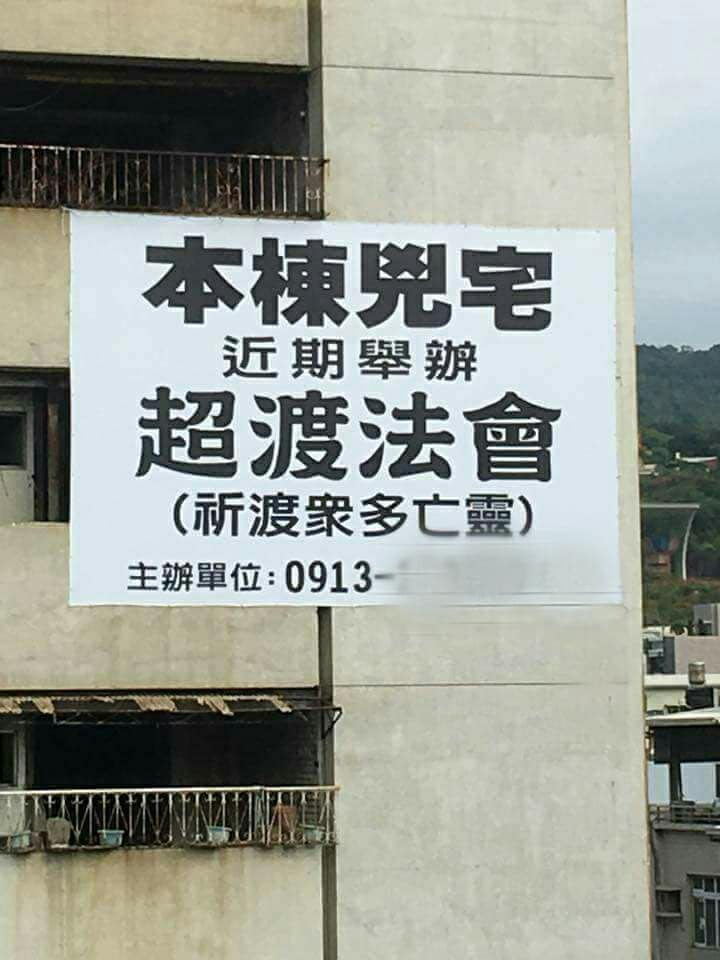 本棟兇宅
近期舉辦
超渡法會
（祈渡眾多亡靈）
主辦單位：0913-